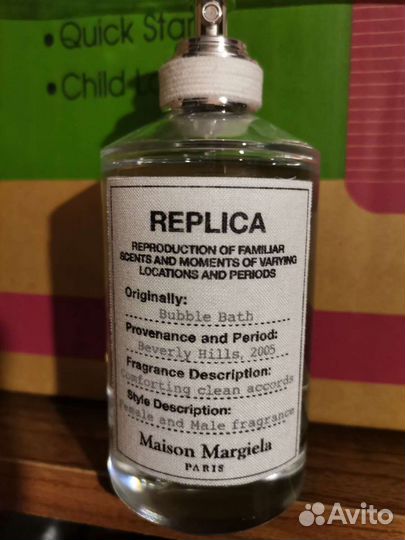 • Quick Star
• Child Lo
REPLICA
REPRODUCTION OF FAMILIAR
SCENTS AND MOMENTS OF VARYING
LOCATIONS AND PERIODS
Originally:
Bubble Bath
Provenance and Period:
Beverly Hills, 2005
Fragrance Description:
Comforting clean accords
Style Description:
Female and Male fragrance
Maison Margiela
PARIS
Avito